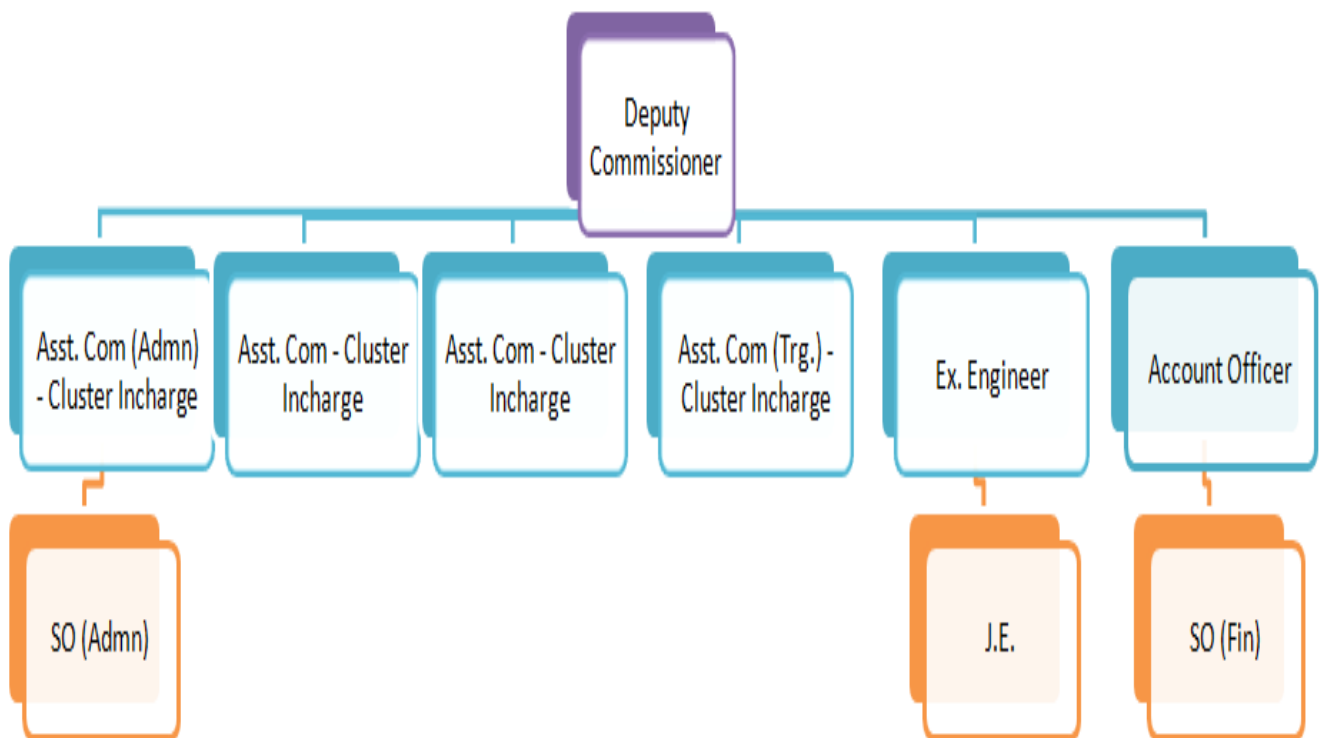 Deputy
Commissioner
Asst. Com (Admn)
- Cluster Incharge
Asst. Com - Cluster
Incharge
Asst. Com - Cluster
Incharge
Asst. Com (Trg.) -
Cluster Incharge
Ex. Engineer
Account Officer
SO (Admn)
J.E.
SO (Fin)